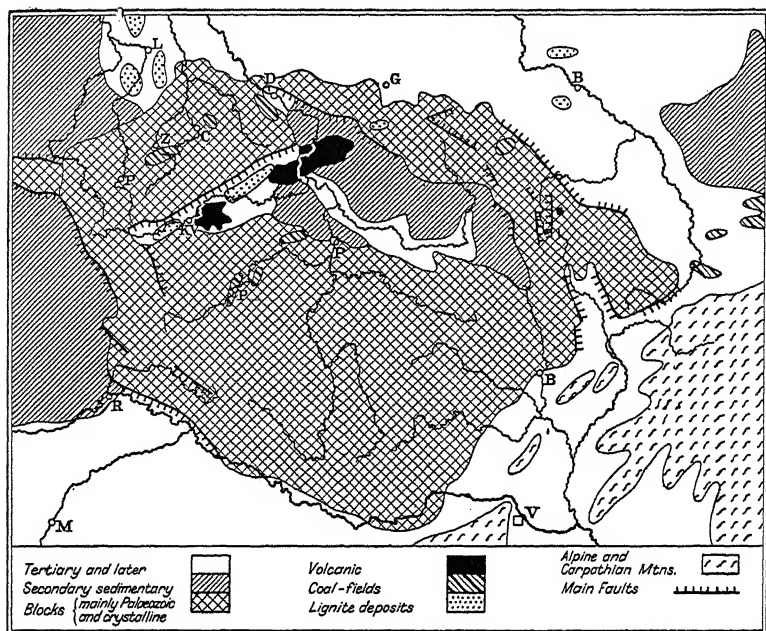 L
D
G
B
Z
C
P
P
P
B
R
M
V
Tertiary and later
Secondary sedimentary
Blocks { mainly Palæozoic
and crystalline
Volcanic
Coal-fields
Lignite deposits
Alpine and
Carpathian Mtns.
Main Faults